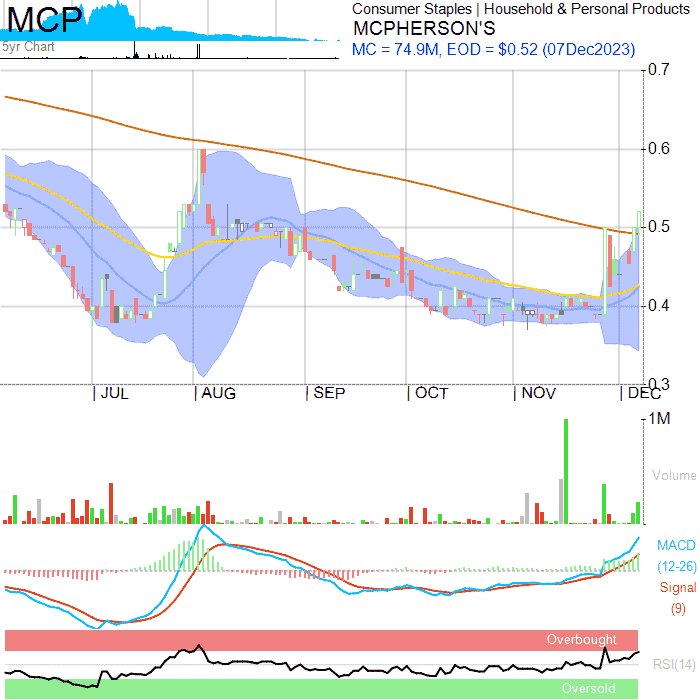 MCP
5yr Chart
Consumer Staples | Household & Personal Products
MCPHERSON'S
MC = 74.9M, EOD = $0.52 (07Dec2023)
0.7
0.6
0.5
0.4
0.3
JUL
AUG
SEP
OCT
NOV
DEC
1M
Volume
MACD
(12-26)
Signal
(9)
Overbought
RSI(14)
Oversold